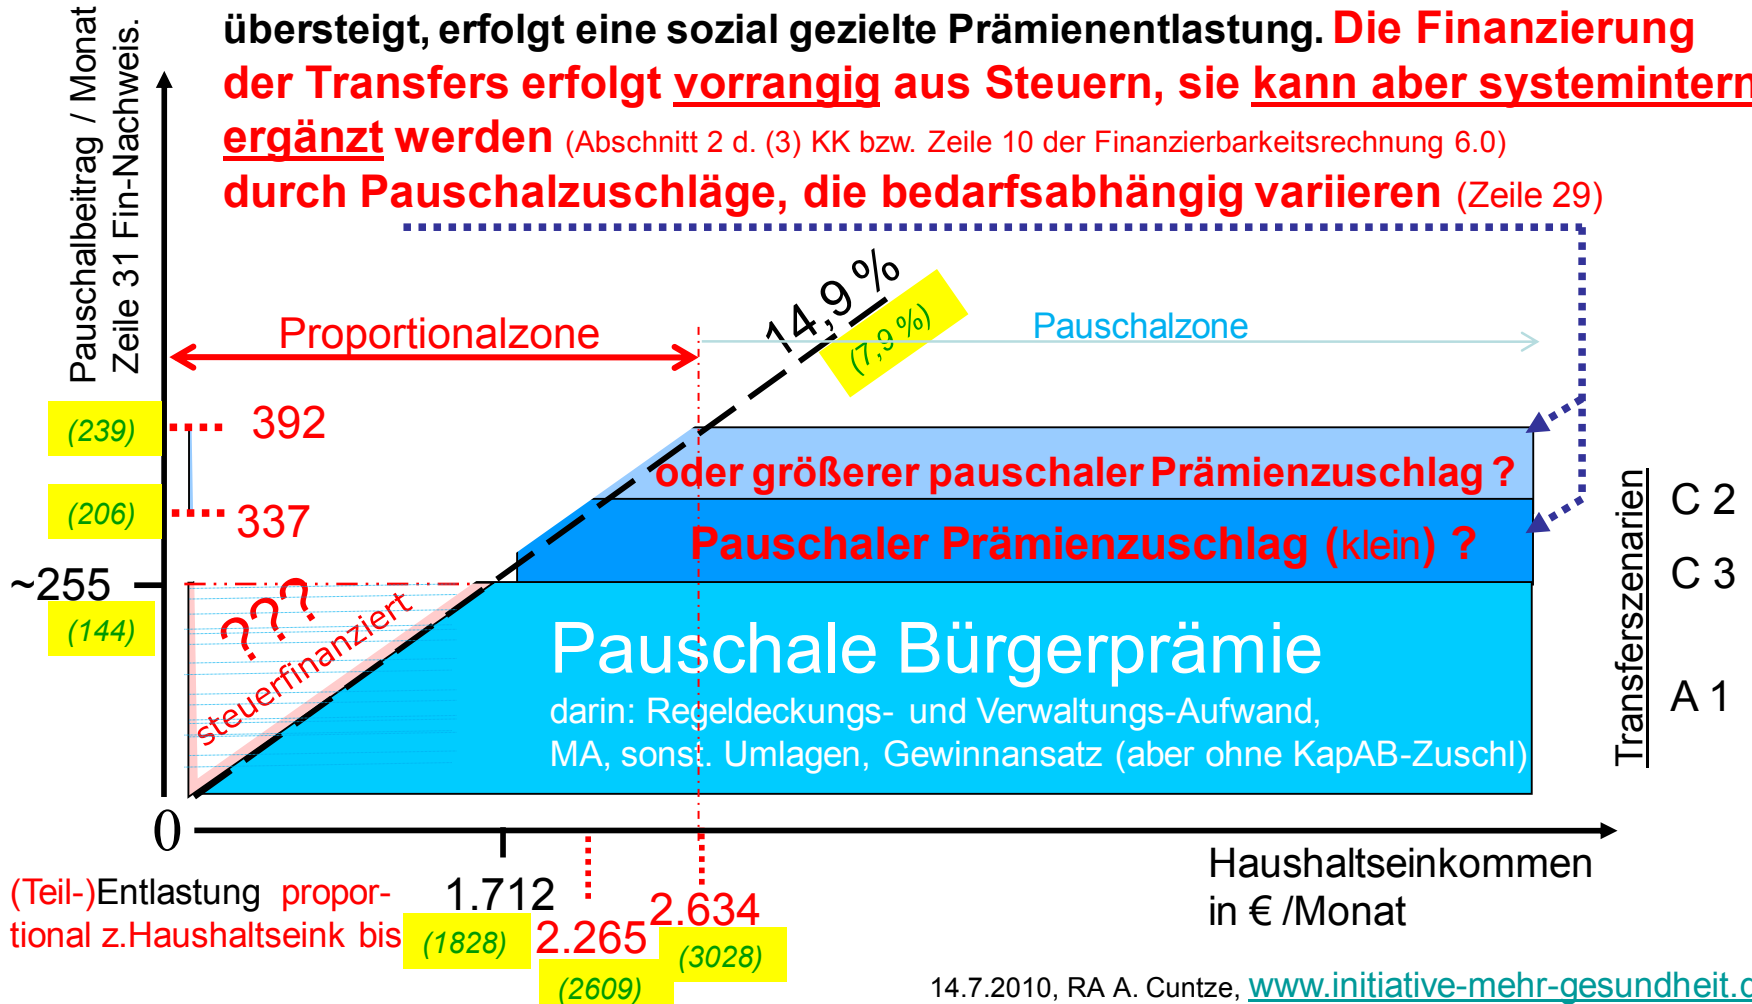 übersteigt, erfolgt eine sozial gezielte Prämienentlastung. Die Finanzierung
der Transfers erfolgt vorrangig aus Steuern, sie kann aber systemintern
ergänzt werden (Abschnitt 2 d. (3) KK bzw. Zeile 10 der Finanzierbarkeitsrechnung 6.0)
durch Pauschalzuschläge, die bedarfsabhängig variieren (Zeile 29)
Pauschalbeitrag / Monat
Zeile 31 Fin-Nachweis.
14,9 %
(7,9 %)
Proportionalzone
Pauschalzone
(239)
392
oder größerer pauschaler Prämienzuschlag ?
(206)
337
Pauschaler Prämienzuschlag (klein) ?
~255
(144)
???
steuerfinanziert
Pauschale Bürgerprämie
darin: Regeldeckungs- und Verwaltungs-Aufwand,
MA, sonst. Umlagen, Gewinnansatz (aber ohne KapAB-Zuschl)
Transferszenarien
C 2
C 3
A 1
0
Haushaltseinkommen
in € /Monat
(Teil-)Entlastung propor-
tional z.Haushaltseink bis
1.712
(1828)
2.265
(2609)
2.634
(3028)
14.7.2010, RA A. Cuntze, www.initiative-mehr-gesundheit.d